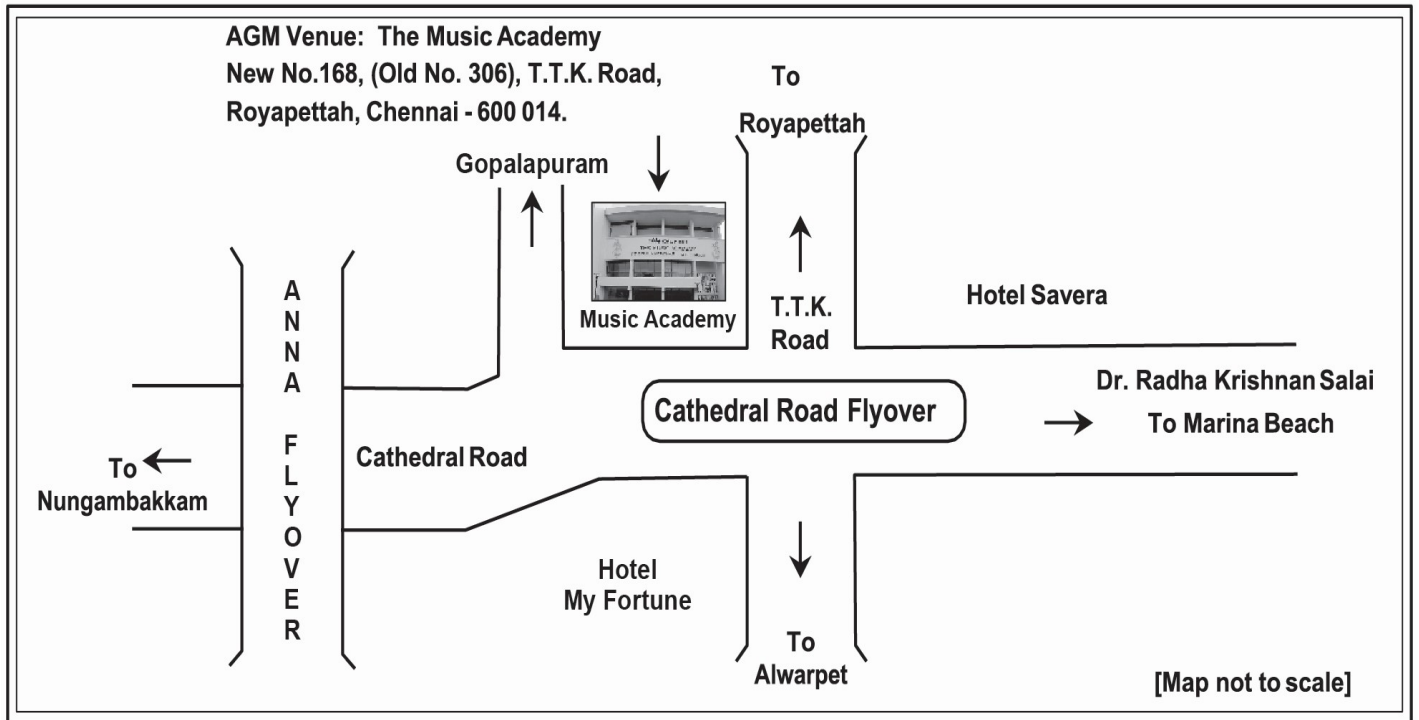 AGM Venue: The Music Academy
New No.168, (Old No. 306), T.T.K. Road,
Royapettah, Chennai - 600 014.
To
Royapettah
Gopalapuram
Music Academy
T.T.K.
Road
Hotel Savera
ANNA FLYOVER
Cathedral Road Flyover
Dr. Radha Krishnan Salai
To Marina Beach
Cathedral Road
To
Nungambakkam
Hotel
My Fortune
To
Alwarpet
[Map not to scale]